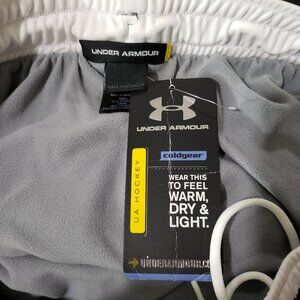 UNDER ARMOUR
UNDER ARMOUR
coldgear
UA HOCKEY
WEAR THIS
TO FEEL
WARM,
DRY &
LIGHT.